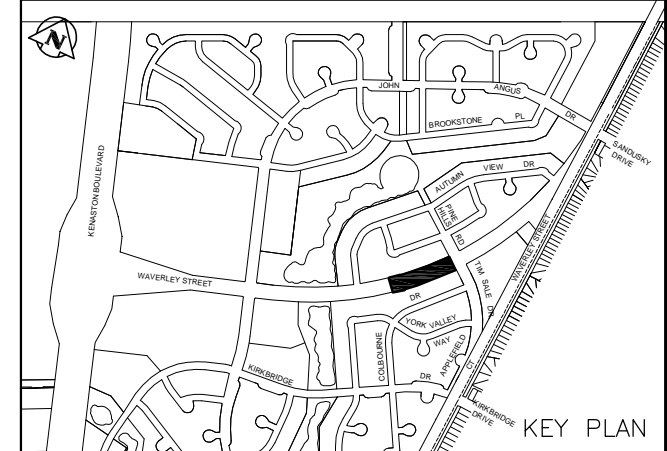 N
JOHN
ANGUS
DR
BROOKSTONE PL
SANDUSKY
DRIVE
KENASTON BOULEVARD
AUTUMN
VIEW DR
PINE
HILLS
RD
WAVERLEY STREET
TIM SALE DR
WAVERLEY STREET
DR
YORK VALLEY
WAY
COLBOURNE
APPLEFIELD
CT
KIRKBRIDGE
DR
KIRKBRIDGE
DRIVE
KEY PLAN